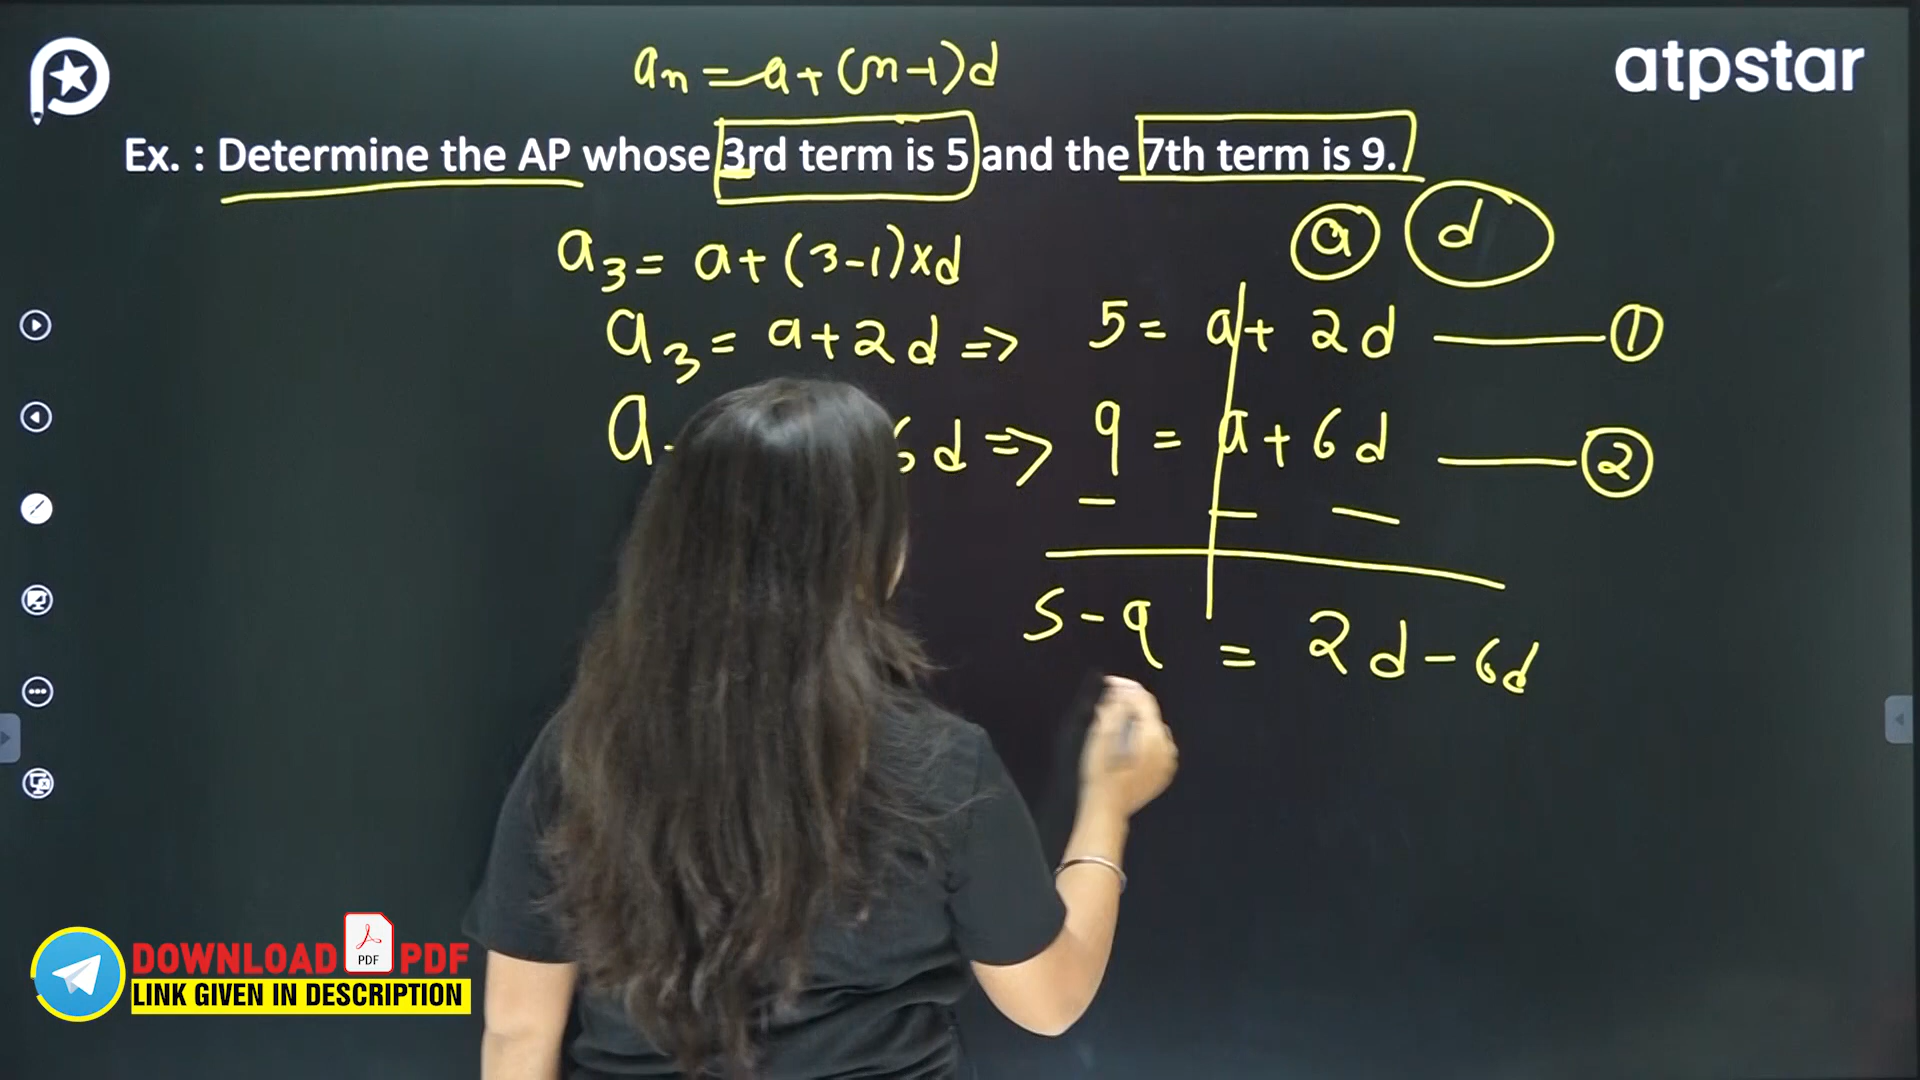 atpstar
aₙ = a + (n-1)d
Ex. : Determine the AP whose 3rd term is 5 and the 7th term is 9.
a d
a₃ = a + (3-1)×d
a₃ = a + 2d => 5 = a + 2d ——— ①
a 6d => 9 = a + 6d ——— ②
— — —
5 - 9 = 2d - 6d
DOWNLOAD PDF PDF
LINK GIVEN IN DESCRIPTION